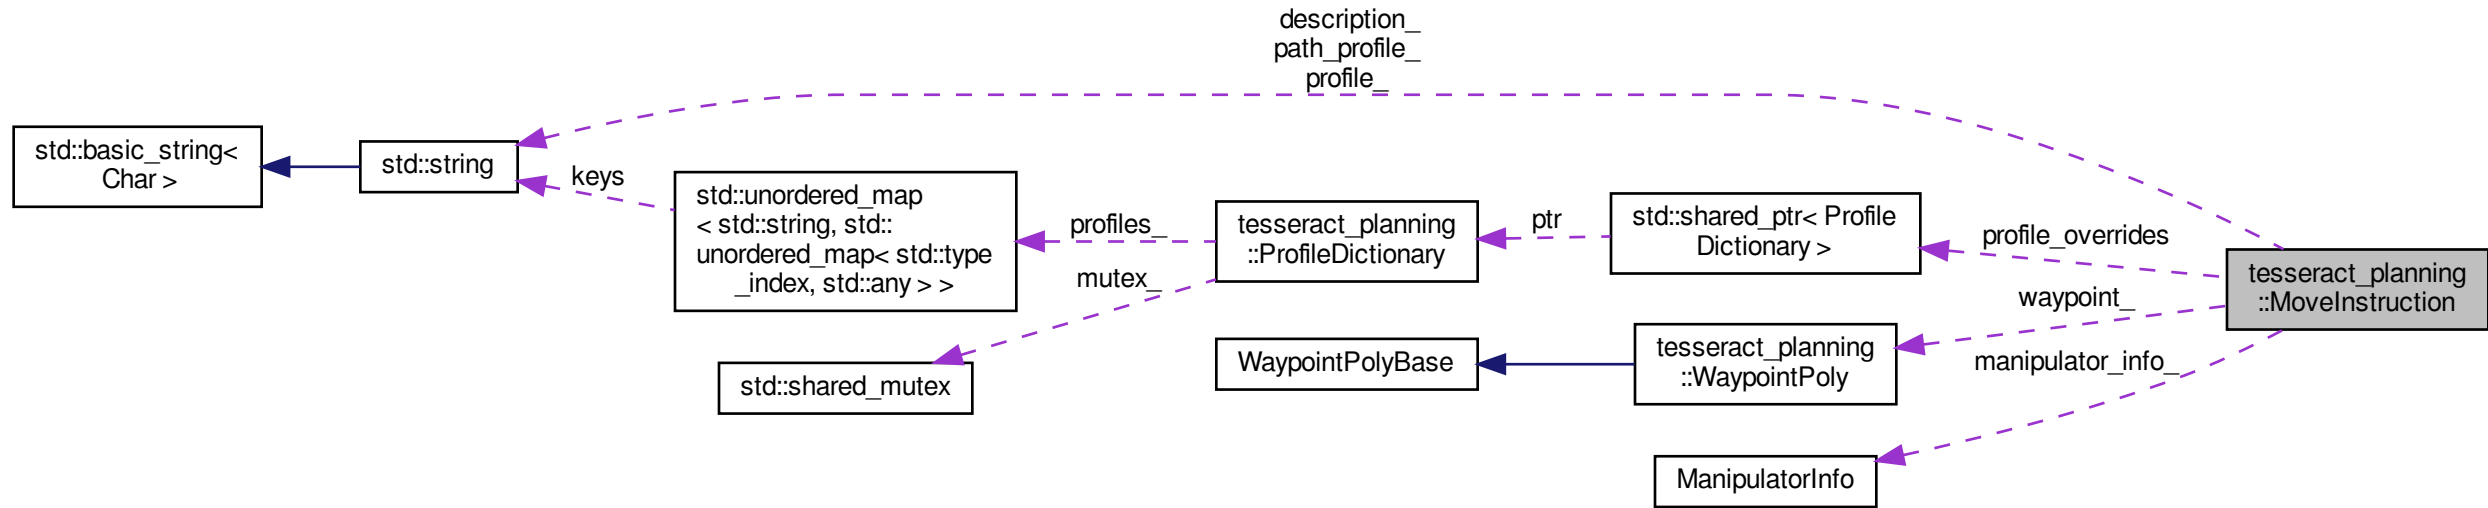 description_
path_profile_
profile_
std::basic_string<
Char >
std::string
keys
std::unordered_map
< std::string, std::
unordered_map< std::type
_index, std::any > >
profiles_
mutex_
std::shared_mutex
tesseract_planning
::ProfileDictionary
ptr
std::shared_ptr< Profile
Dictionary >
profile_overrides
WaypointPolyBase
tesseract_planning
::WaypointPoly
waypoint_
manipulator_info_
ManipulatorInfo
tesseract_planning
::MoveInstruction